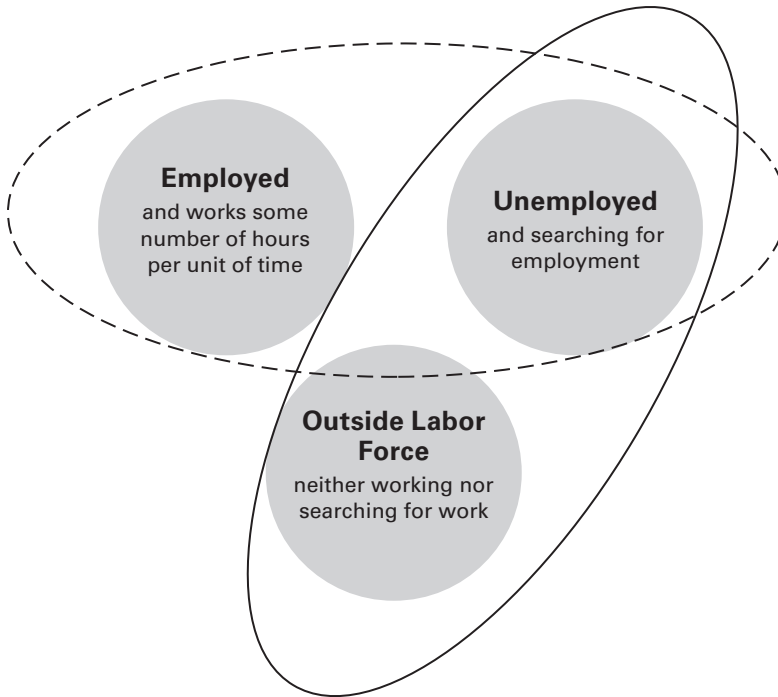 Employed
and works some
number of hours
per unit of time
Unemployed
and searching for
employment
Outside Labor
Force
neither working nor
searching for work